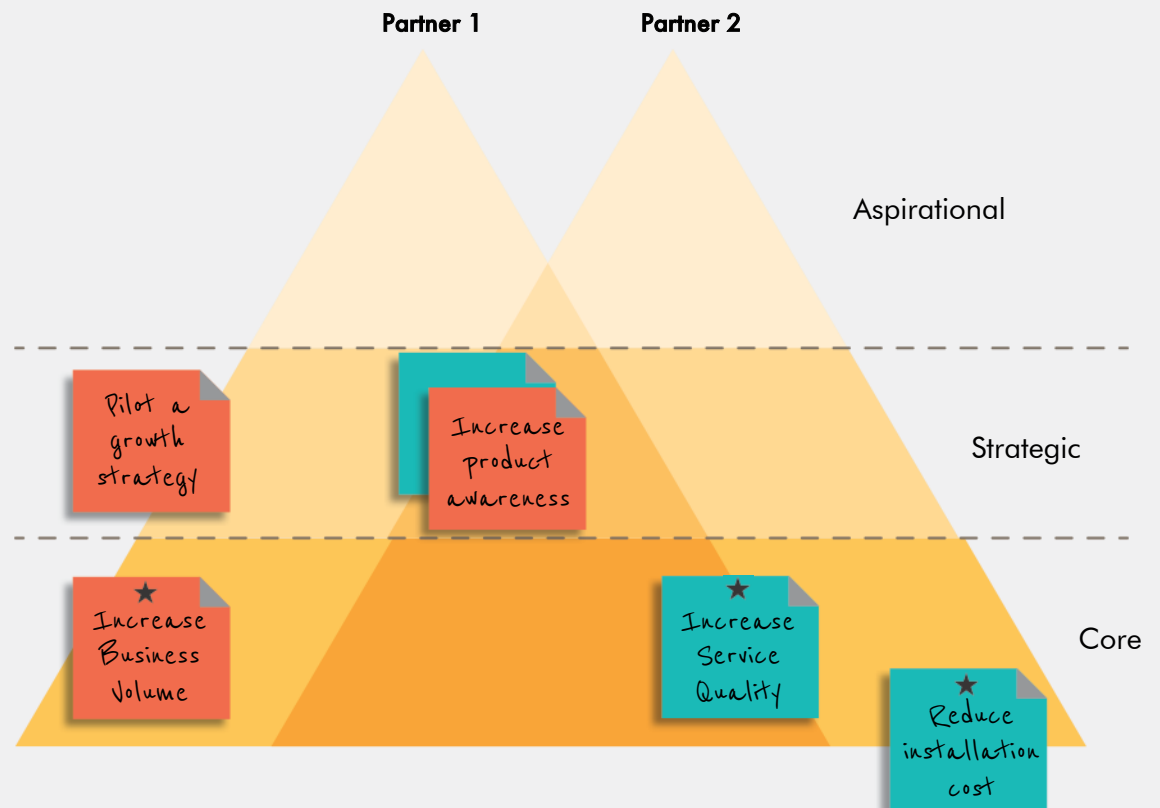 Partner 1
Partner 2
Aspirational
Pilot a
growth
strategy
Increase
product
awareness
Strategic
Increase
Business
Volume
Increase
Service
Quality
Core
Reduce
installation
cost